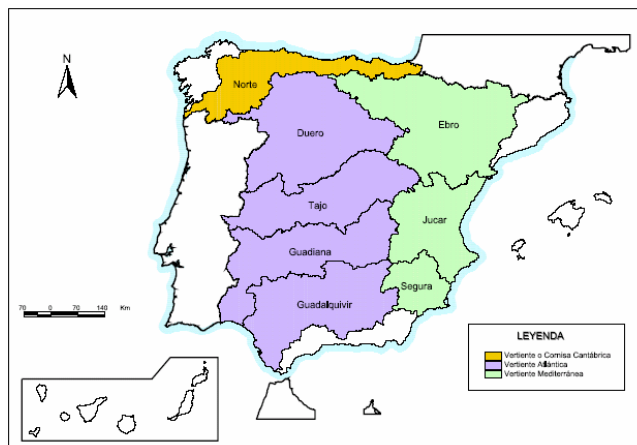 N
Norte
Duero
Ebro
Tajo
Jucar
Guadiana
Segura
Guadalquivir
70 0 70 140 Km
LEYENDA
Vertiente o Cornisa Cantábrica
Vertiente Atlántica
Vertiente Mediterránea